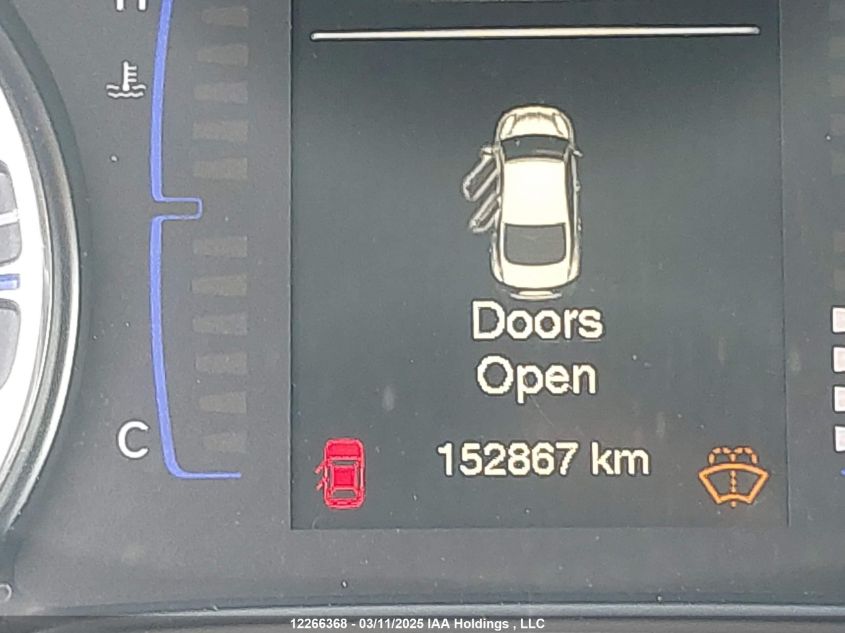 Doors
Open
C
152867 km
12266368 - 03/11/2025 IAA Holdings , LLC